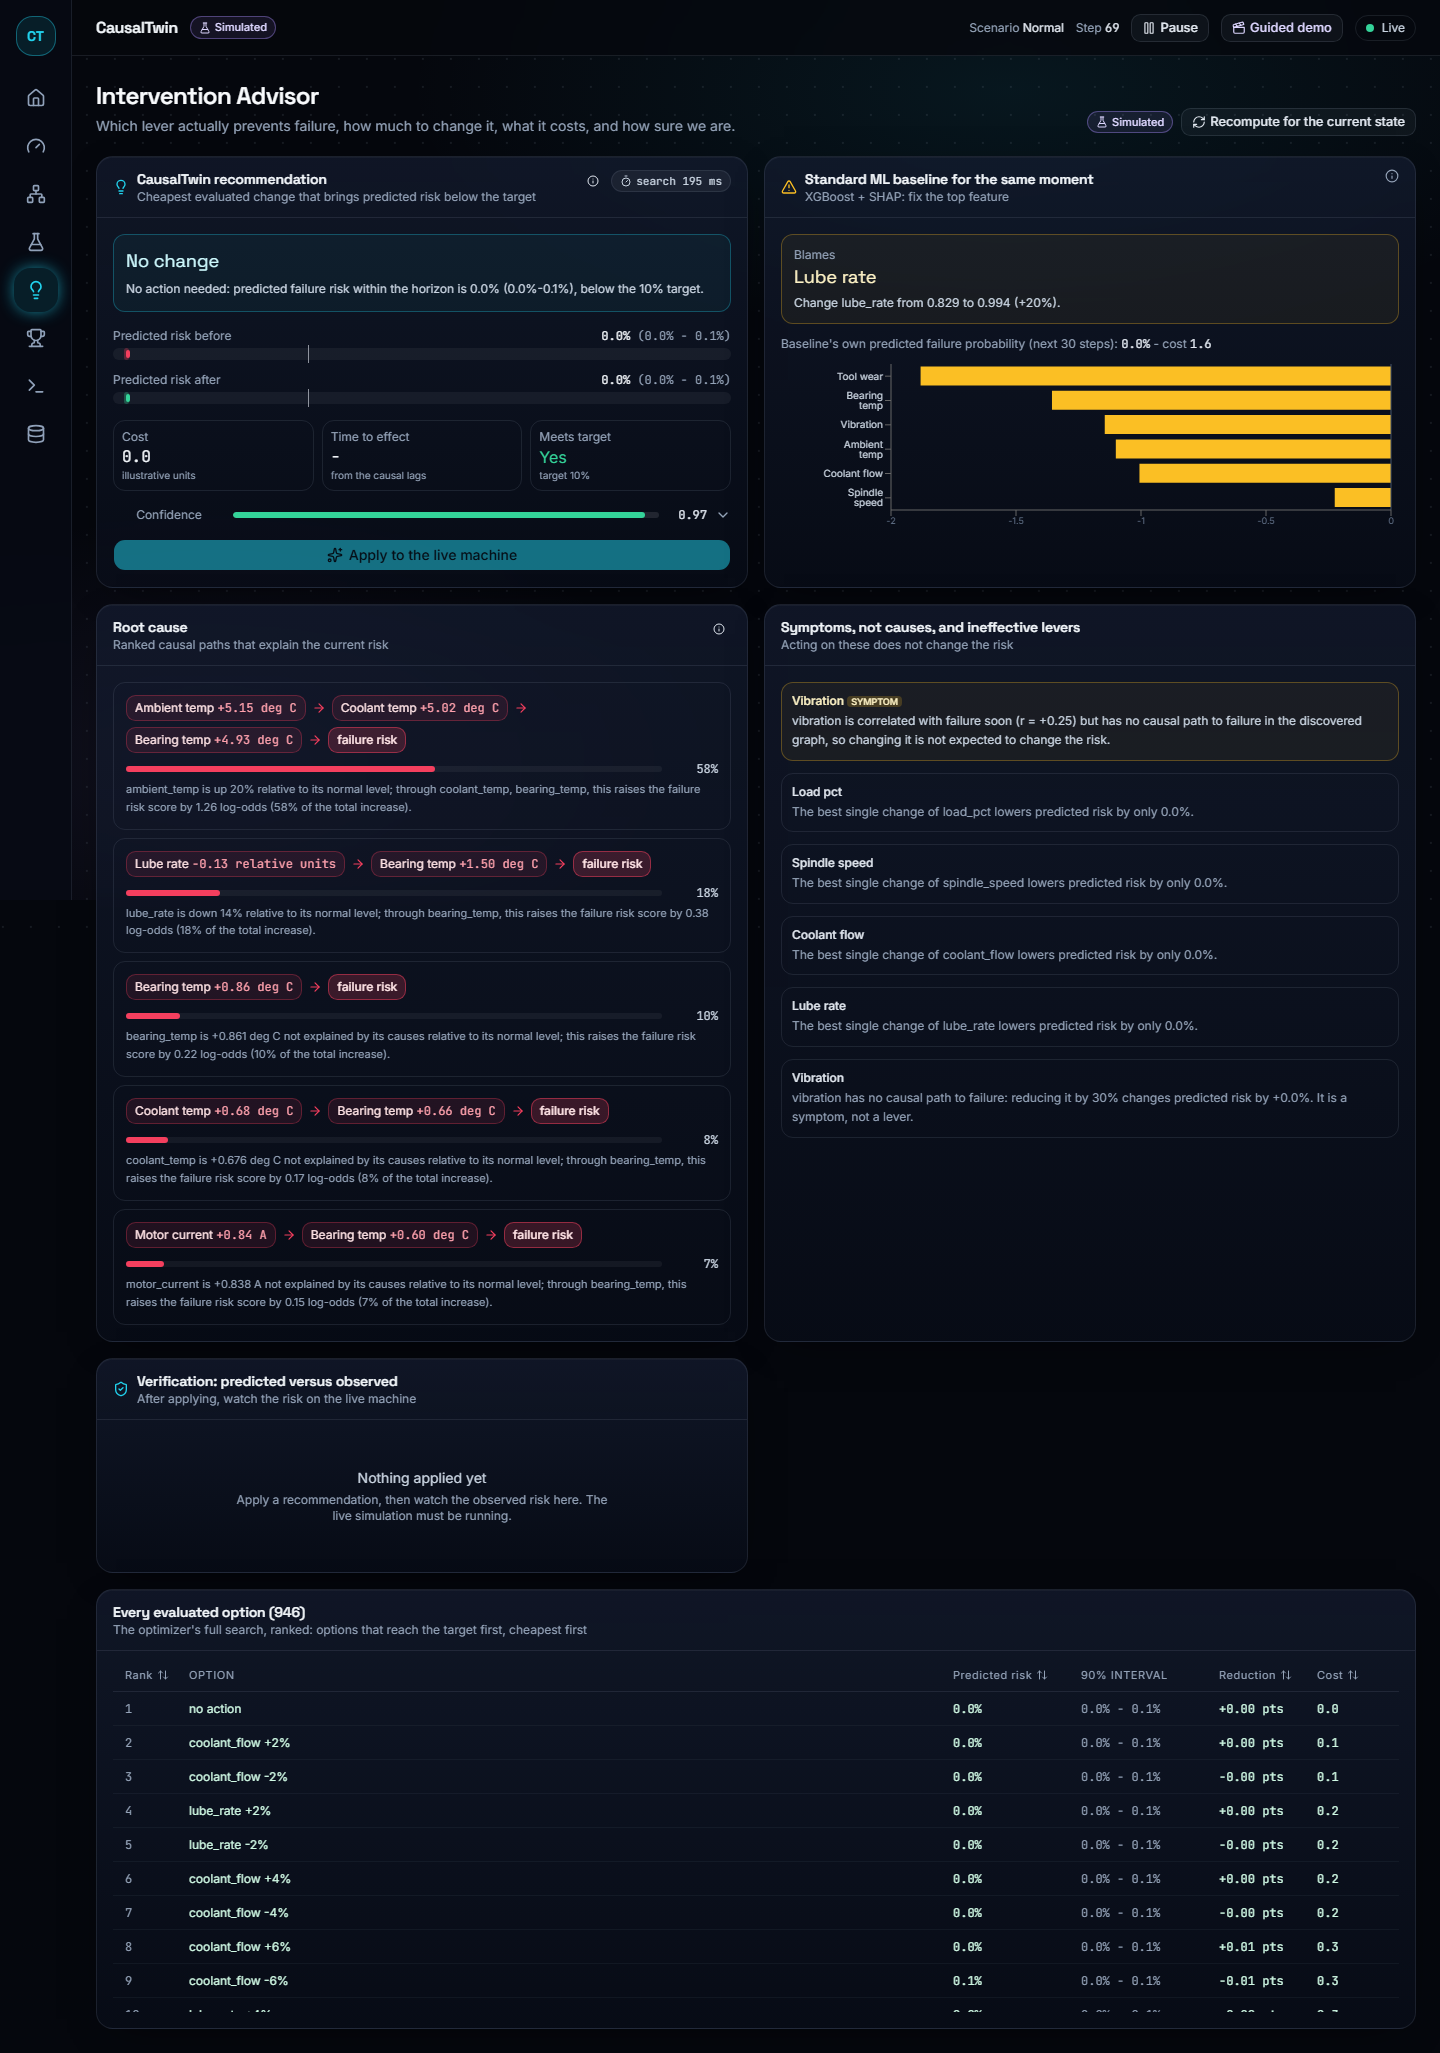 CT
CausalTwin
Simulated
Scenario Normal
Step 69
Pause
Guided demo
Live
Intervention Advisor
Which lever actually prevents failure, how much to change it, what it costs, and how sure we are.
Simulated
Recompute for the current state
CausalTwin recommendation
Cheapest evaluated change that brings predicted risk below the target
search 195 ms
No change
No action needed: predicted failure risk within the horizon is 0.0% (0.0%-0.1%), below the 10% target.
Predicted risk before
0.0% (0.0% - 0.1%)
Predicted risk after
0.0% (0.0% - 0.1%)
Cost
0.0
illustrative units
Time to effect
-
from the causal lags
Meets target
Yes
target 10%
Confidence
0.97
Apply to the live machine
Standard ML baseline for the same moment
XGBoost + SHAP: fix the top feature
Blames
Lube rate
Change lube_rate from 0.829 to 0.994 (+20%).
Baseline's own predicted failure probability (next 30 steps): 0.0% - cost 1.6
Tool wear
Bearing
temp
Vibration
Ambient
temp
Coolant flow
Spindle
speed
-2
-1.5
-1
-0.5
0
Root cause
Ranked causal paths that explain the current risk
Ambient temp +5.15 deg C → Coolant temp +5.02 deg C →
Bearing temp +4.93 deg C → failure risk
58%
ambient_temp is up 20% relative to its normal level; through coolant_temp, bearing_temp, this raises the failure
risk score by 1.26 log-odds (58% of the total increase).
Lube rate -0.13 relative units → Bearing temp +1.50 deg C → failure risk
18%
lube_rate is down 14% relative to its normal level; through bearing_temp, this raises the failure risk score by 0.38
log-odds (18% of the total increase).
Bearing temp +0.86 deg C → failure risk
10%
bearing_temp is +0.861 deg C not explained by its causes relative to its normal level; this raises the failure risk
score by 0.22 log-odds (10% of the total increase).
Coolant temp +0.68 deg C → Bearing temp +0.66 deg C → failure risk
8%
coolant_temp is +0.676 deg C not explained by its causes relative to its normal level; through bearing_temp, this
raises the failure risk score by 0.17 log-odds (8% of the total increase).
Motor current +0.84 A → Bearing temp +0.60 deg C → failure risk
7%
motor_current is +0.838 A not explained by its causes relative to its normal level; through bearing_temp, this
raises the failure risk score by 0.15 log-odds (7% of the total increase).
Symptoms, not causes, and ineffective levers
Acting on these does not change the risk
Vibration SYMPTOM
vibration is correlated with failure soon (r = +0.25) but has no causal path to failure in the discovered
graph, so changing it is not expected to change the risk.
Load pct
The best single change of load_pct lowers predicted risk by only 0.0%.
Spindle speed
The best single change of spindle_speed lowers predicted risk by only 0.0%.
Coolant flow
The best single change of coolant_flow lowers predicted risk by only 0.0%.
Lube rate
The best single change of lube_rate lowers predicted risk by only 0.0%.
Vibration
vibration has no causal path to failure: reducing it by 30% changes predicted risk by +0.0%. It is a
symptom, not a lever.
Verification: predicted versus observed
After applying, watch the risk on the live machine
Nothing applied yet
Apply a recommendation, then watch the observed risk here. The
live simulation must be running.
Every evaluated option (946)
The optimizer's full search, ranked: options that reach the target first, cheapest first
Rank OPTION Predicted risk 90% INTERVAL Reduction Cost
1 no action 0.0% 0.0% - 0.1% +0.00 pts 0.0
2 coolant_flow +2% 0.0% 0.0% - 0.1% +0.00 pts 0.1
3 coolant_flow -2% 0.0% 0.0% - 0.1% -0.00 pts 0.1
4 lube_rate +2% 0.0% 0.0% - 0.1% +0.00 pts 0.2
5 lube_rate -2% 0.0% 0.0% - 0.1% -0.00 pts 0.2
6 coolant_flow +4% 0.0% 0.0% - 0.1% +0.00 pts 0.2
7 coolant_flow -4% 0.0% 0.0% - 0.1% -0.00 pts 0.2
8 coolant_flow +6% 0.0% 0.0% - 0.1% +0.01 pts 0.3
9 coolant_flow -6% 0.1% 0.0% - 0.1% -0.01 pts 0.3